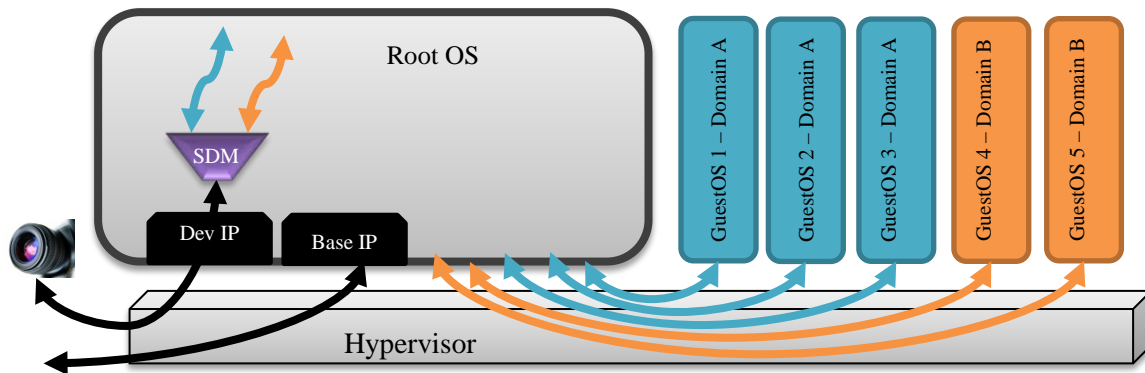 Root OS
SDM
Dev IP
Base IP
GuestOS 1 – Domain A
GuestOS 2 – Domain A
GuestOS 3 – Domain A
GuestOS 4 – Domain B
GuestOS 5 – Domain B
Hypervisor